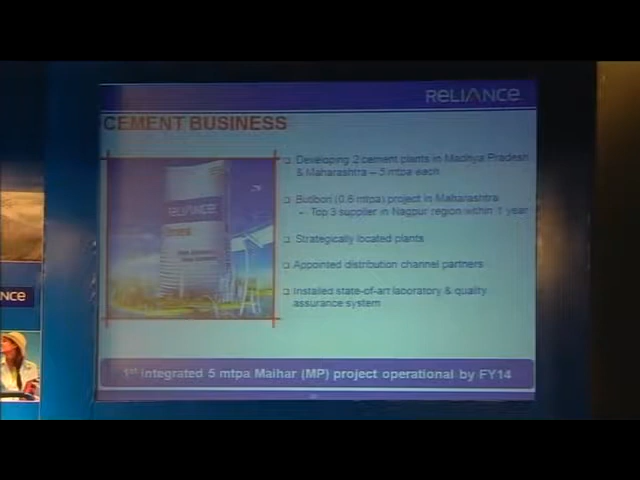 RELIANCE
CEMENT BUSINESS
Developing 2 cement plants in Madhya Pradesh
& Maharashtra – 5 mtpa each
Butibori (0.6 mtpa) project in Maharashtra
- Top 3 supplier in Nagpur region within 1 year
Strategically located plants
Appointed distribution channel partners
Installed state-of-art laboratory & quality
assurance system
RELIANCE
1st integrated 5 mtpa Maihar (MP) project operational by FY14
NCE